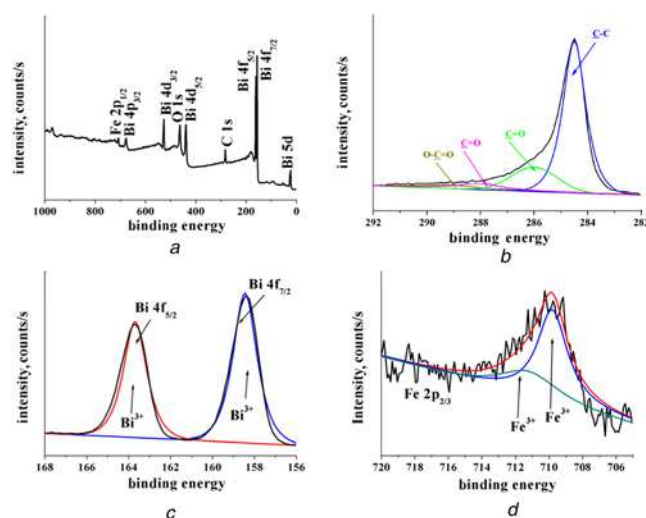 intensity, counts/s
Fe 2p1/2
Bi 4p3/2
Bi 4d3/2
O 1s
Bi 4d5/2
C 1s
Bi 4f5/2
Bi 4f7/2
Bi 5d
1000 800 600 400 200 0
binding energy
a
intensity, counts/s
C-C
C=O
C=O
O-C=O
292 290 288 286 284 282
binding energy
b
intensity, counts/s
Bi 4f5/2
Bi 4f7/2
Bi3+
Bi3+
168 166 164 162 160 158 156
binding energy
c
Intensity, counts/s
Fe 2p2/3
Fe3+
Fe3+
720 718 716 714 712 710 708 706
binding energy
d